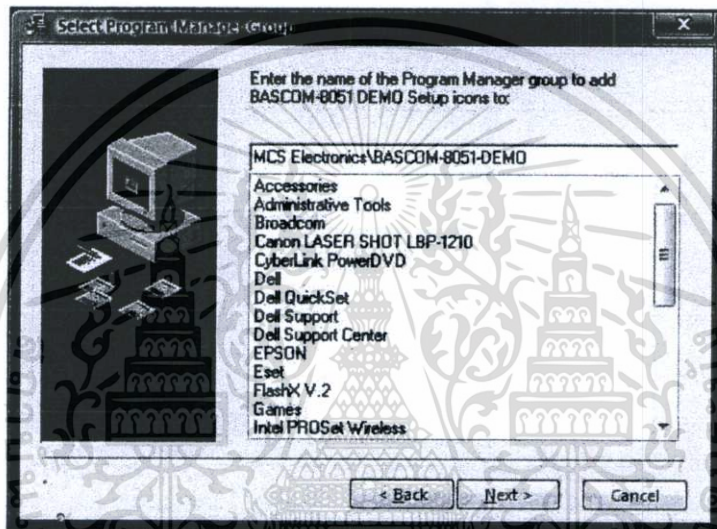 Select Program Manager Group
Enter the name of the Program Manager group to add
BASCOM-8051 DEMO Setup icons to:
MCS Electronics\BASCOM-8051-DEMO
Accessories
Administrative Tools
Broadcom
Canon LASER SHOT LBP-1210
CyberLink PowerDVD
Dell
Dell QuickSet
Dell Support
Dell Support Center
EPSON
Eset
FlashX V.2
Games
Intel PROSet Wireless
< Back
Next >
Cancel